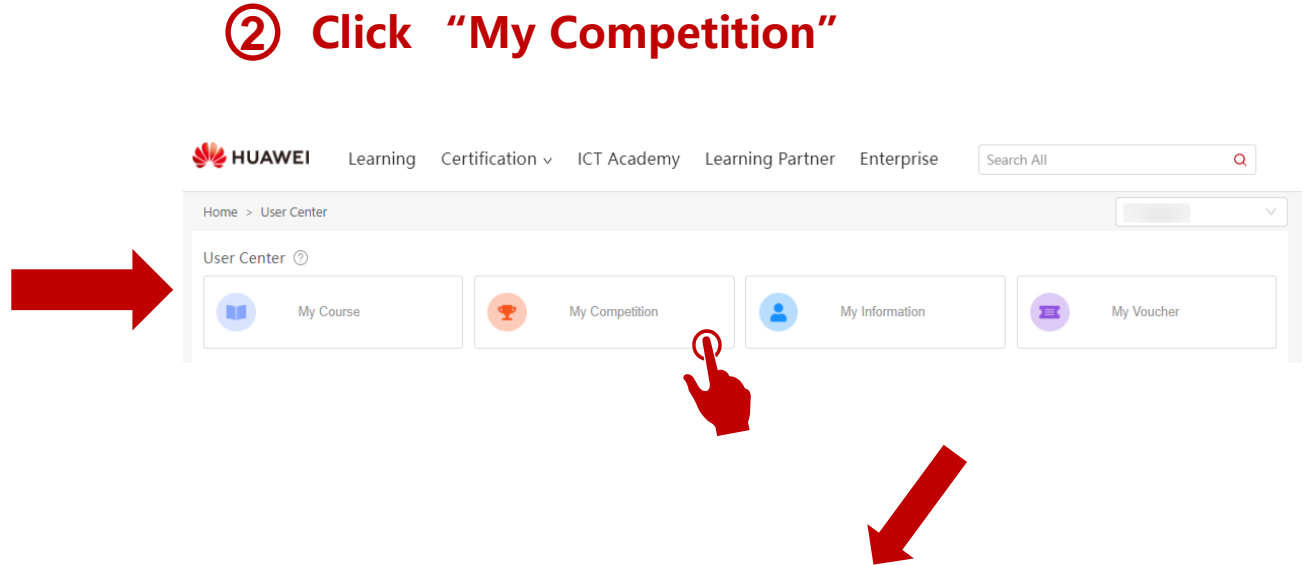 ② Click “My Competition”
HUAWEI Learning Certification ICT Academy Learning Partner Enterprise Search All
Home > User Center
User Center ?
My Course My Competition My Information My Voucher